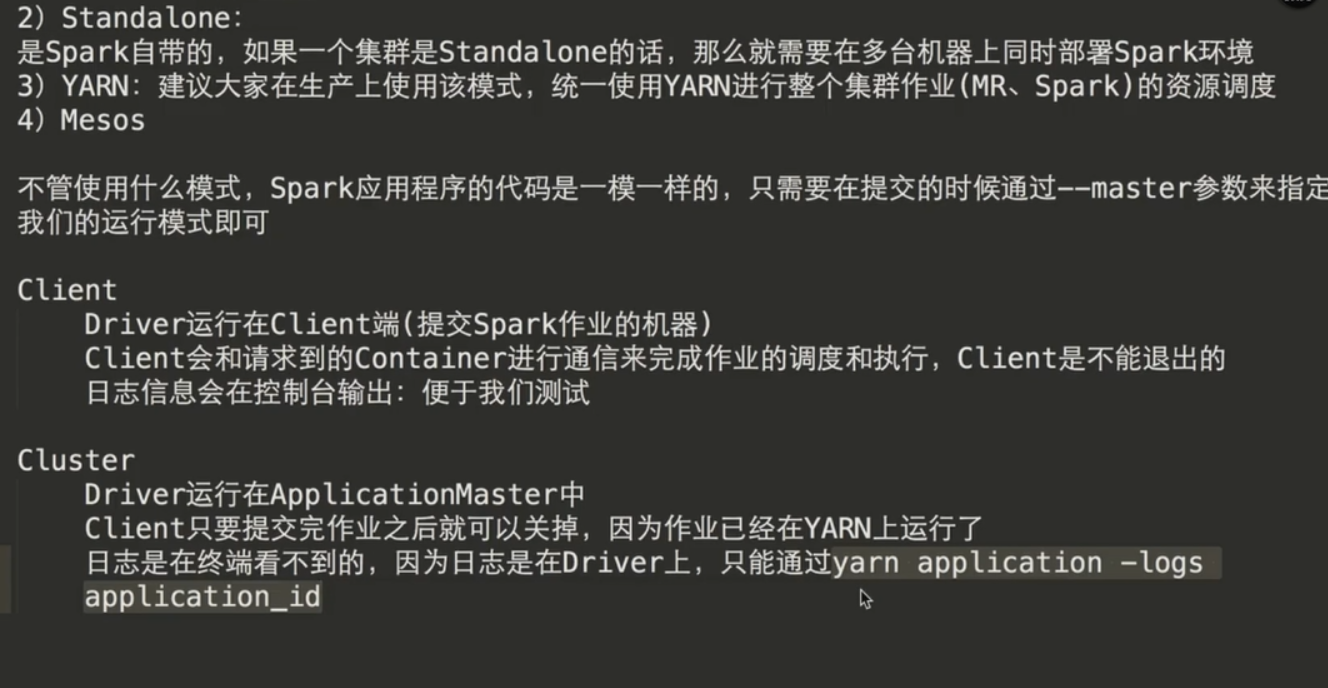 2）Standalone：
是Spark自带的，如果一个集群是Standalone的话，那么就需要在多台机器上同时部署Spark环境
3）YARN：建议大家在生产上使用该模式，统一使用YARN进行整个集群作业(MR、Spark)的资源调度
4）Mesos
不管使用什么模式，Spark应用程序的代码是一模一样的，只需要在提交的时候通过--master参数来指定
我们的运行模式即可
Client
Driver运行在Client端(提交Spark作业的机器)
Client会和请求到的Container进行通信来完成作业的调度和执行，Client是不能退出的
日志信息会在控制台输出：便于我们测试
Cluster
Driver运行在ApplicationMaster中
Client只要提交完作业之后就可以关掉，因为作业已经在YARN上运行了
日志是在终端看不到的，因为日志是在Driver上，只能通过yarn application -logs
application_id